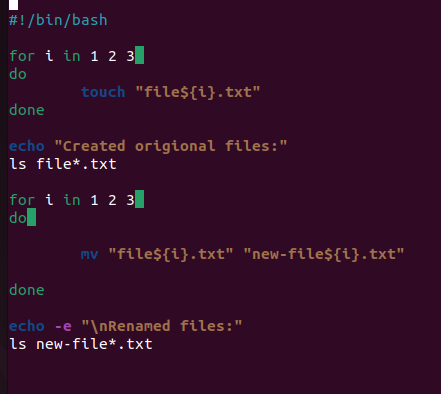 #!/bin/bash
for i in 1 2 3
do
touch "file${i}.txt"
done
echo "Created origional files:"
ls file*.txt
for i in 1 2 3
do
mv "file${i}.txt" "new-file${i}.txt"
done
echo -e "\nRenamed files:"
ls new-file*.txt